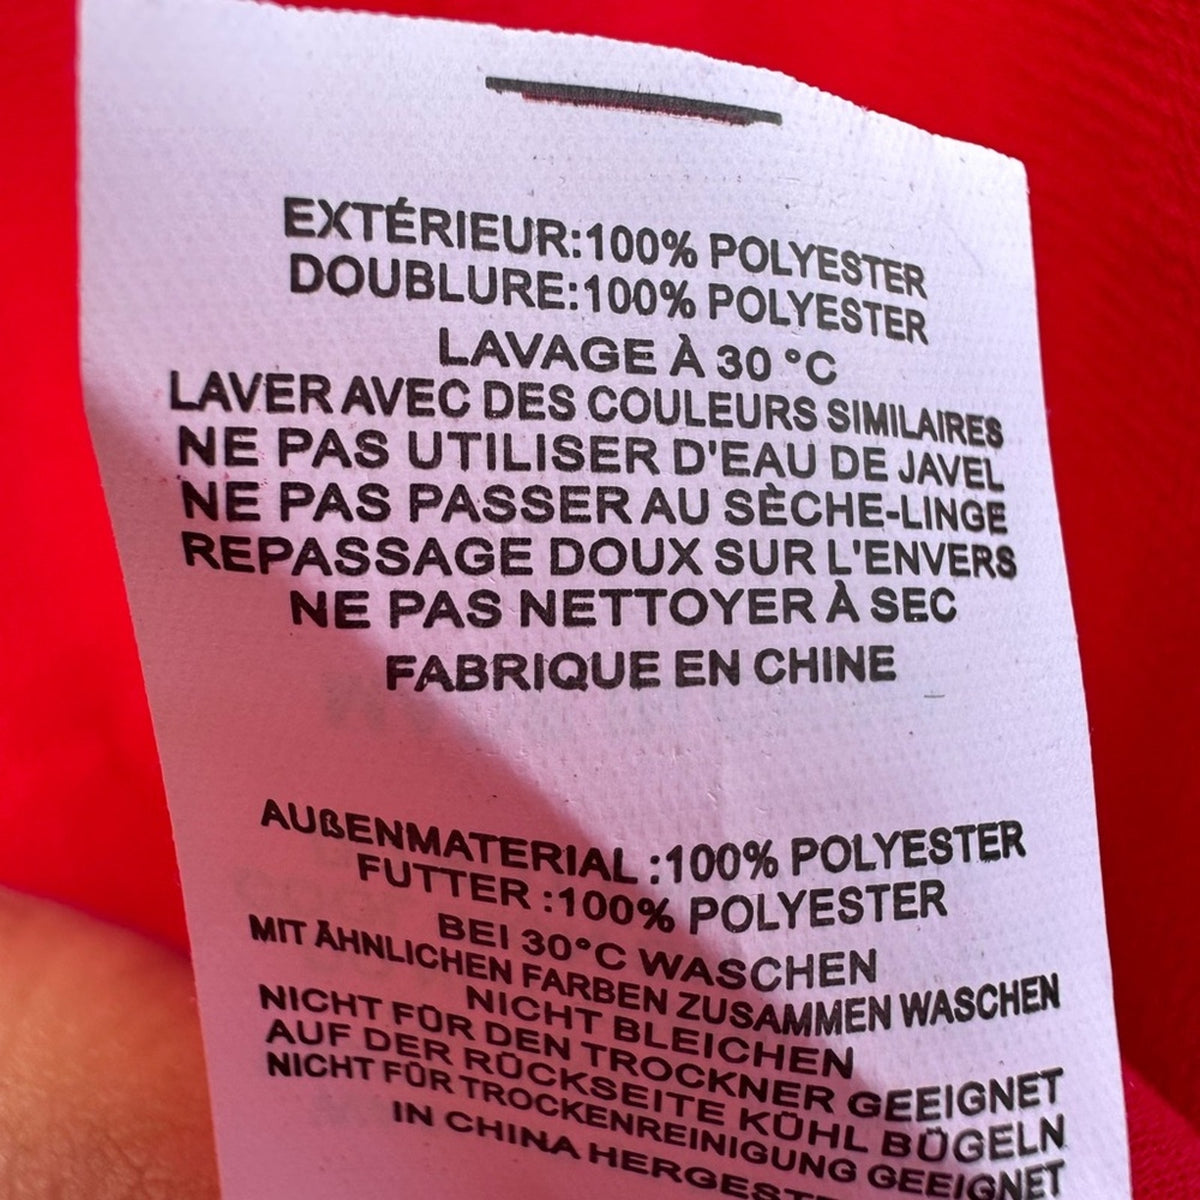 EXTÉRIEUR:100% POLYESTER
DOUBLURE:100% POLYESTER
LAVAGE À 30 °C
LAVER AVEC DES COULEURS SIMILAIRES
NE PAS UTILISER D'EAU DE JAVEL
NE PAS PASSER AU SÈCHE-LINGE
REPASSAGE DOUX SUR L'ENVERS
NE PAS NETTOYER À SEC
FABRIQUE EN CHINE
AUßENMATERIAL :100% POLYESTER
FUTTER :100% POLYESTER
BEI 30°C WASCHEN
MIT ÄHNLICHEN FARBEN ZUSAMMEN WASCHEN
NICHT BLEICHEN
NICHT FÜR DEN TROCKNER GEEIGNET
AUF DER RÜCKSEITE KÜHL BÜGELN
NICHT FÜR TROCKENREINIGUNG GEEIGNET
IN CHINA